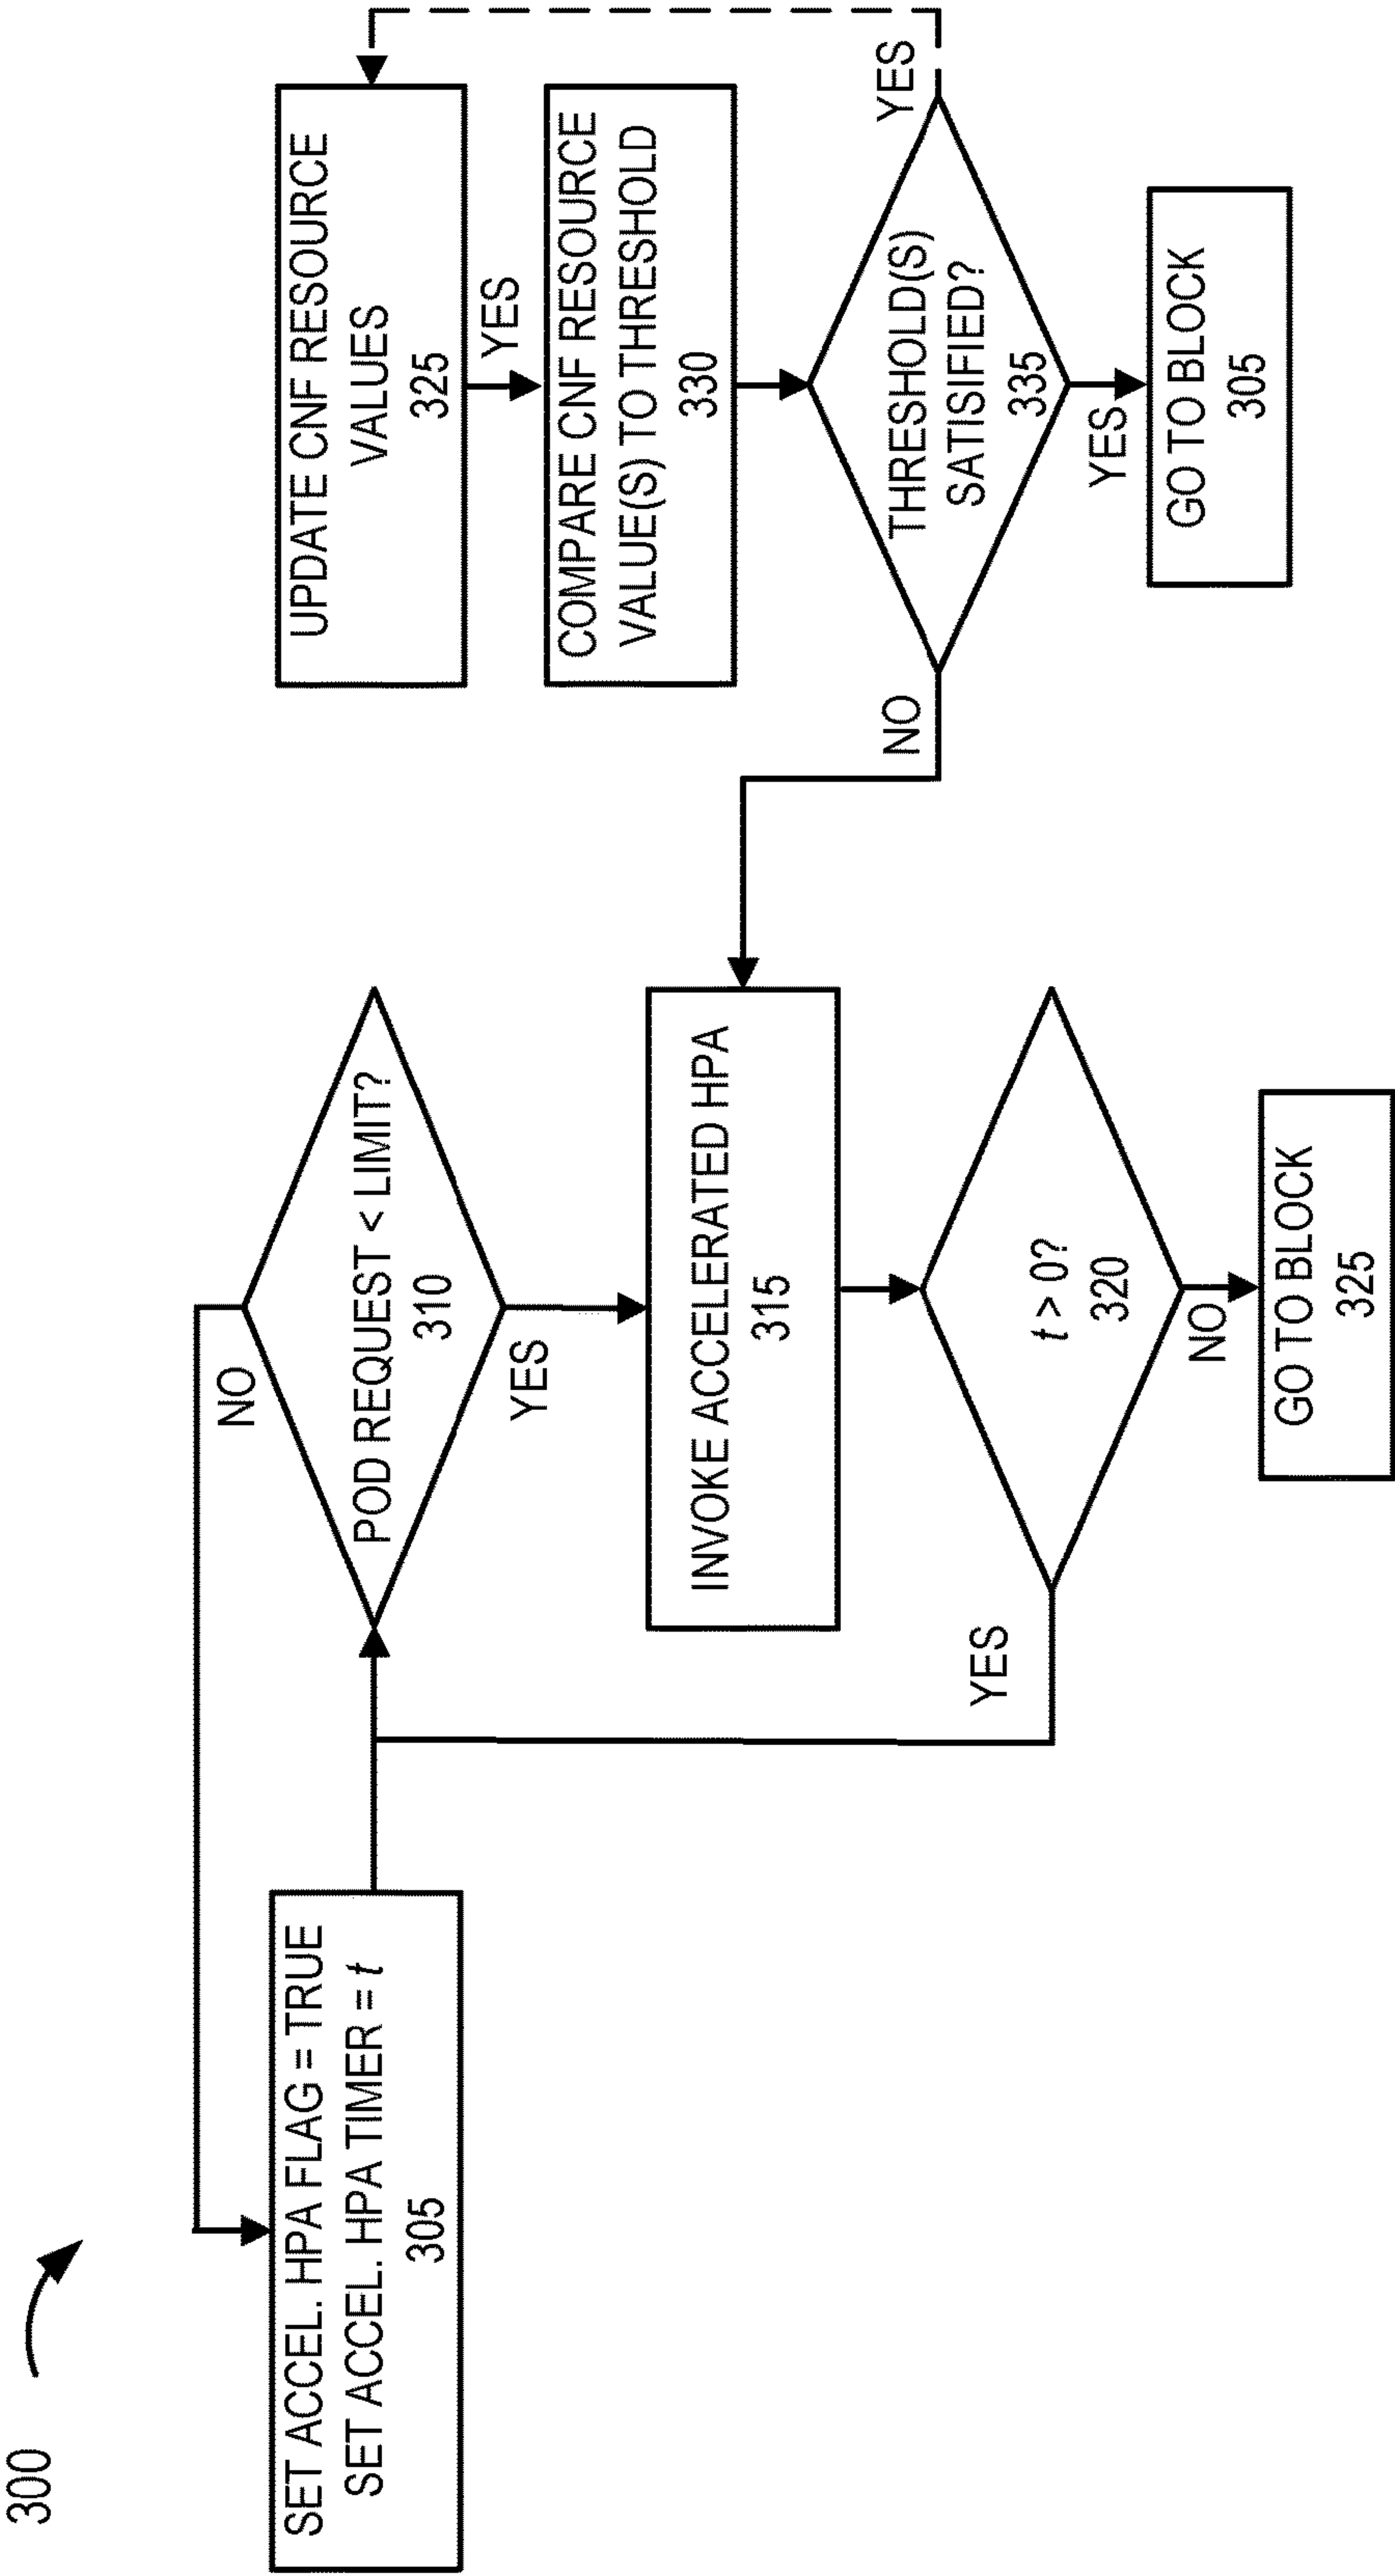 300
SET ACCEL. HPA FLAG = TRUE
SET ACCEL. HPA TIMER = t
305
NO
POD REQUEST < LIMIT?
310
YES
INVOKE ACCELERATED HPA
315
YES
t > 0?
320
NO
GO TO BLOCK
325
UPDATE CNF RESOURCE
VALUES
325
YES
COMPARE CNF RESOURCE
VALUE(S) TO THRESHOLD
330
NO
THRESHOLD(S)
SATISIFIED?
335
YES
YES
GO TO BLOCK
305